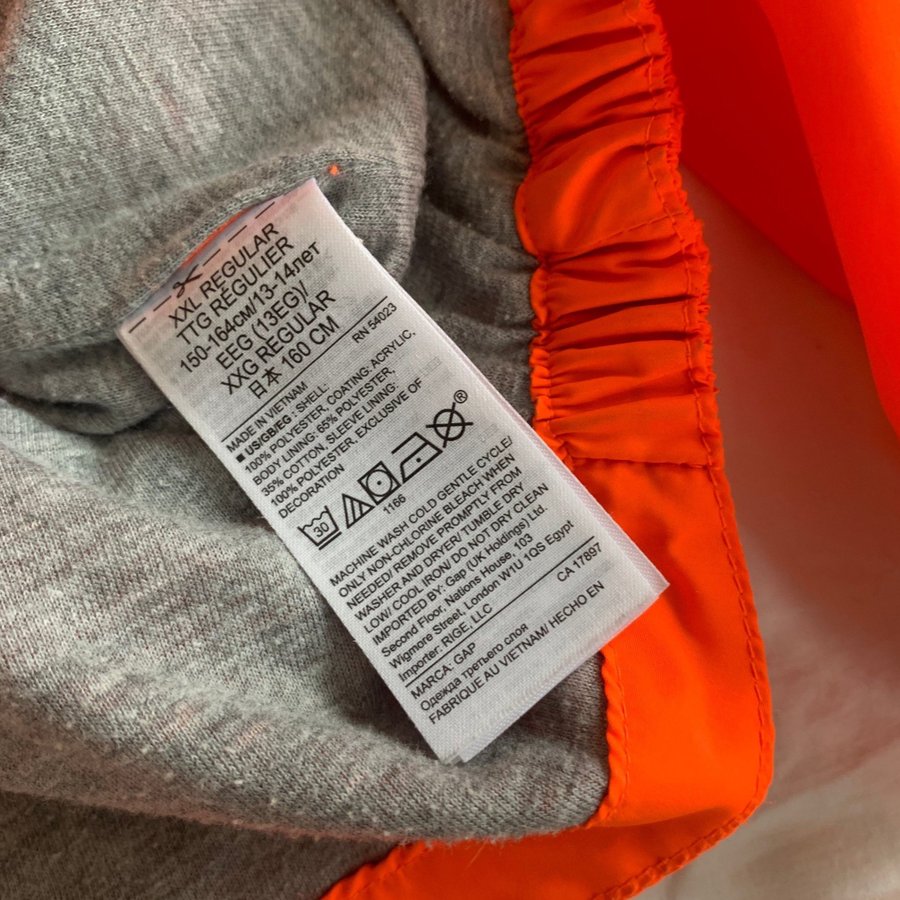 XXL REGULAR
TTG RÉGULIER
150-164см/13-14лет
EEG (13EG)/
XXG REGULAR
日本 160 CM
RN 54023
MADE IN VIETNAM
■ US/GB/EG : SHELL:
100% POLYESTER, COATING: ACRYLIC,
BODY LINING: 65% POLYESTER,
35% COTTON, SLEEVE LINING:
100% POLYESTER, EXCLUSIVE OF
DECORATION
30
®
1166
MACHINE WASH COLD GENTLE CYCLE/
ONLY NON-CHLORINE BLEACH WHEN
NEEDED/ REMOVE PROMPTLY FROM
WASHER AND DRYER/ TUMBLE DRY
LOW/ COOL IRON/ DO NOT DRY CLEAN
IMPORTED BY: Gap (UK Holdings) Ltd.
Second Floor, Nations House, 103
Wigmore Street, London W1U 1QS Egypt
Importer: RIGE, LLC
CA 17897
MARCA: GAP
Одежда третьего слоя
FABRIQUÉ AU VIETNAM/ HECHO EN